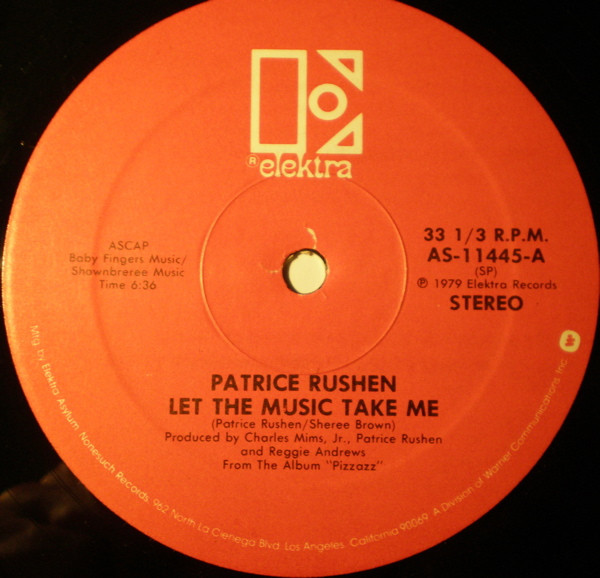 ® elektra
ASCAP
Baby Fingers Music/
Shownbreree Music
Time 6:36
33 1/3 R.P.M.
AS-11445-A
(SP)
℗ 1979 Elektra Records
STEREO
PATRICE RUSHEN
LET THE MUSIC TAKE ME
(Patrice Rushen/Sheree Brown)
Produced by Charles Mims, Jr., Patrice Rushen
and Reggie Andrews
From The Album "Pizzazz"
Mfg. by Elektra/Asylum/Nonesuch Records, 962 North La Cienega Blvd. Los Angeles, California 90069. A Division of Warner Communications, Inc.